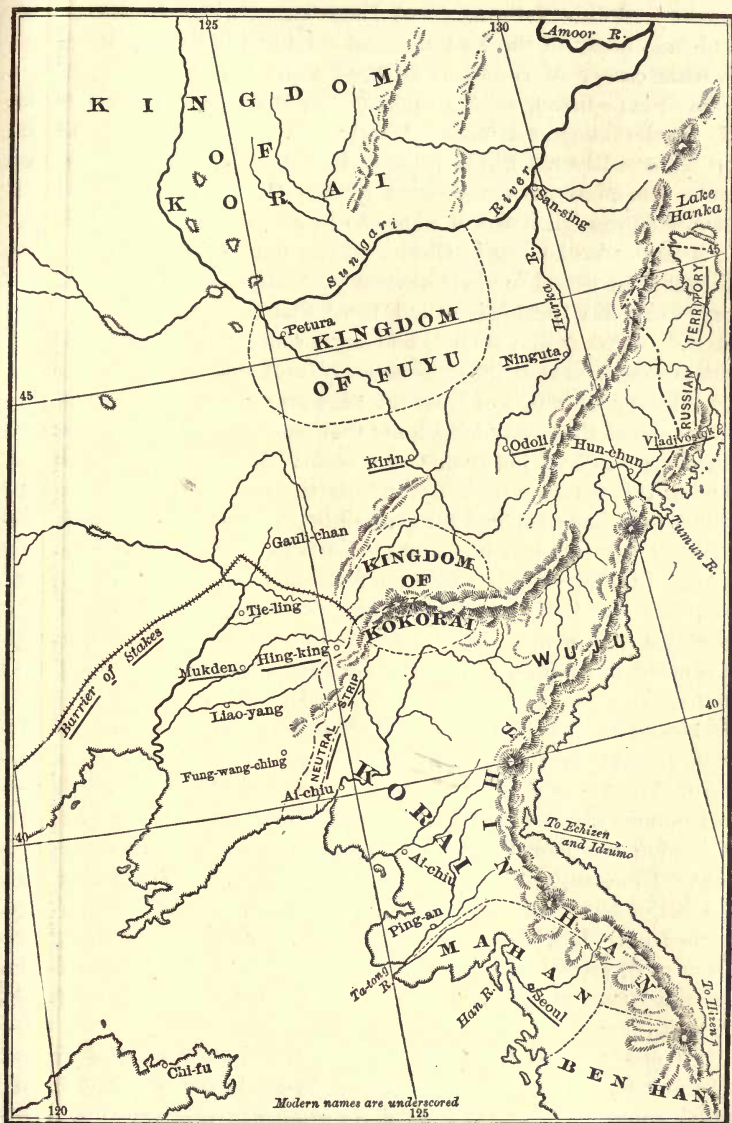 125
130
Amoor R.
KINGDOM
OF
KORAI
Sungari River
San-sing
Lake Hanka
45
Hurka R.
Petura
KINGDOM
OF FUYU
TERRITORY
RUSSIAN
Ninguta
45
Odoli
Hun-chun
Vladivostok
Kirin
Tumun R.
Gauli-chan
KINGDOM
OF
KOKORAI
Tie-ling
Barrier of Stakes
Mukden
Hing-king
WUJU
NEUTRAL STRIP
Liao-yang
40
Fung-wang-ching
Ai-chiu
KORAI
SHINHAN
40
To Echizen
and Idzumo
Ai-chiu
Ping-an
MAHAN
Ta-tong
R.
Han R.
Seoul
To Hizen
BEN HAN
Chi-fu
Modern names are underscored
120
125